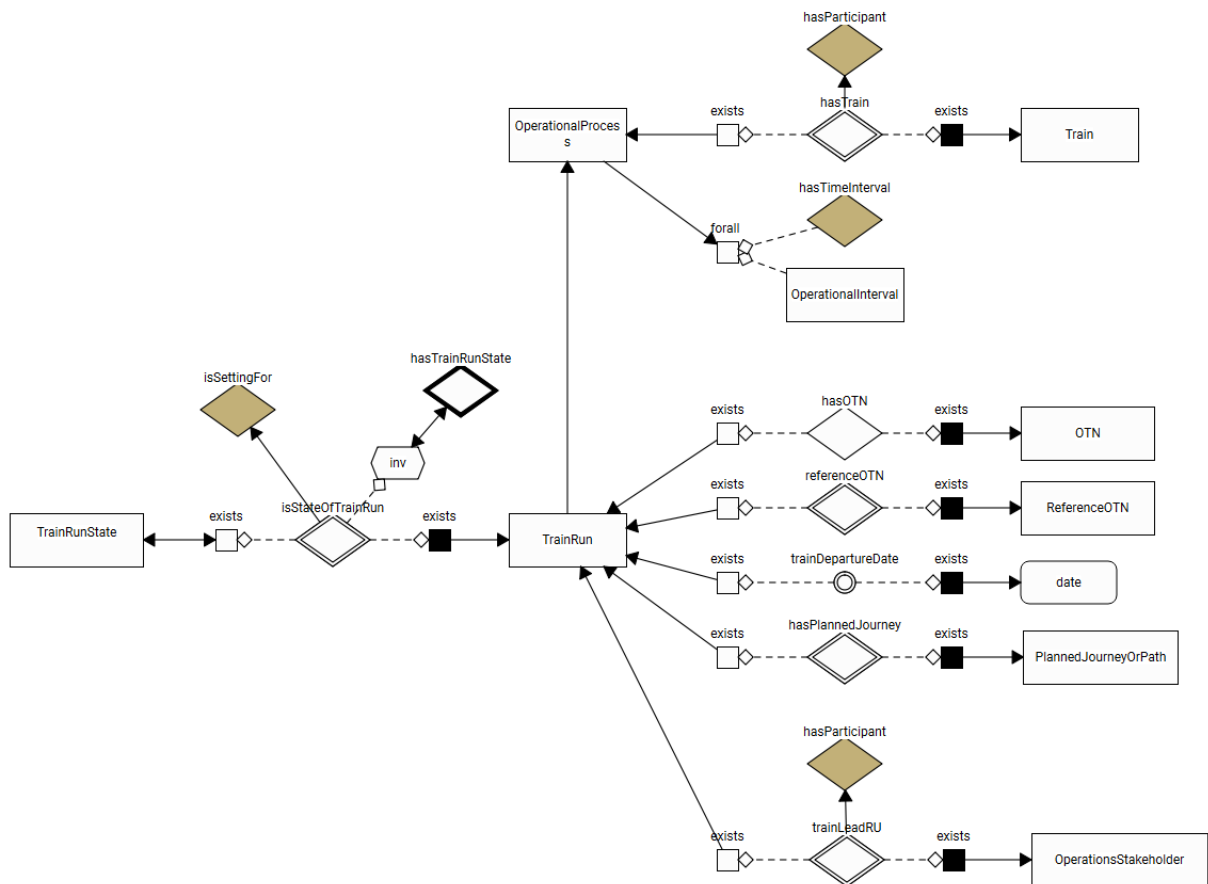 hasParticipant
exists
hasTrain
exists
OperationalProces
s
Train
hasTimeInterval
forall
OperationalInterval
hasTrainRunState
isSettingFor
inv
isStateOfTrainRun
TrainRunState
exists
exists
TrainRun
hasOTN
exists
exists
OTN
referenceOTN
exists
exists
ReferenceOTN
exists
trainDepartureDate
exists
date
hasPlannedJourney
exists
exists
PlannedJourneyOrPath
hasParticipant
exists
trainLeadRU
exists
OperationsStakeholder